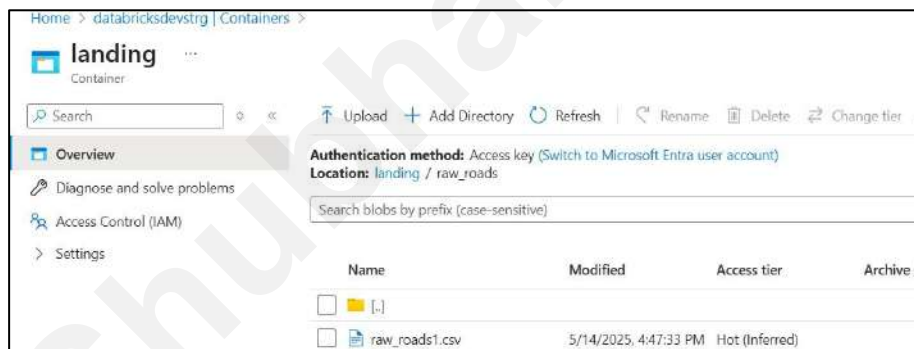 Home > databricksdevstrg | Containers >
landing ...
Container
Search
Overview
Diagnose and solve problems
Access Control (IAM)
> Settings
Upload + Add Directory Refresh Rename Delete Change tier
Authentication method: Access key (Switch to Microsoft Entra user account)
Location: landing / raw_roads
Search blobs by prefix (case-sensitive)
Name Modified Access tier Archive
[..]
raw_roads1.csv 5/14/2025, 4:47:33 PM Hot (Inferred)